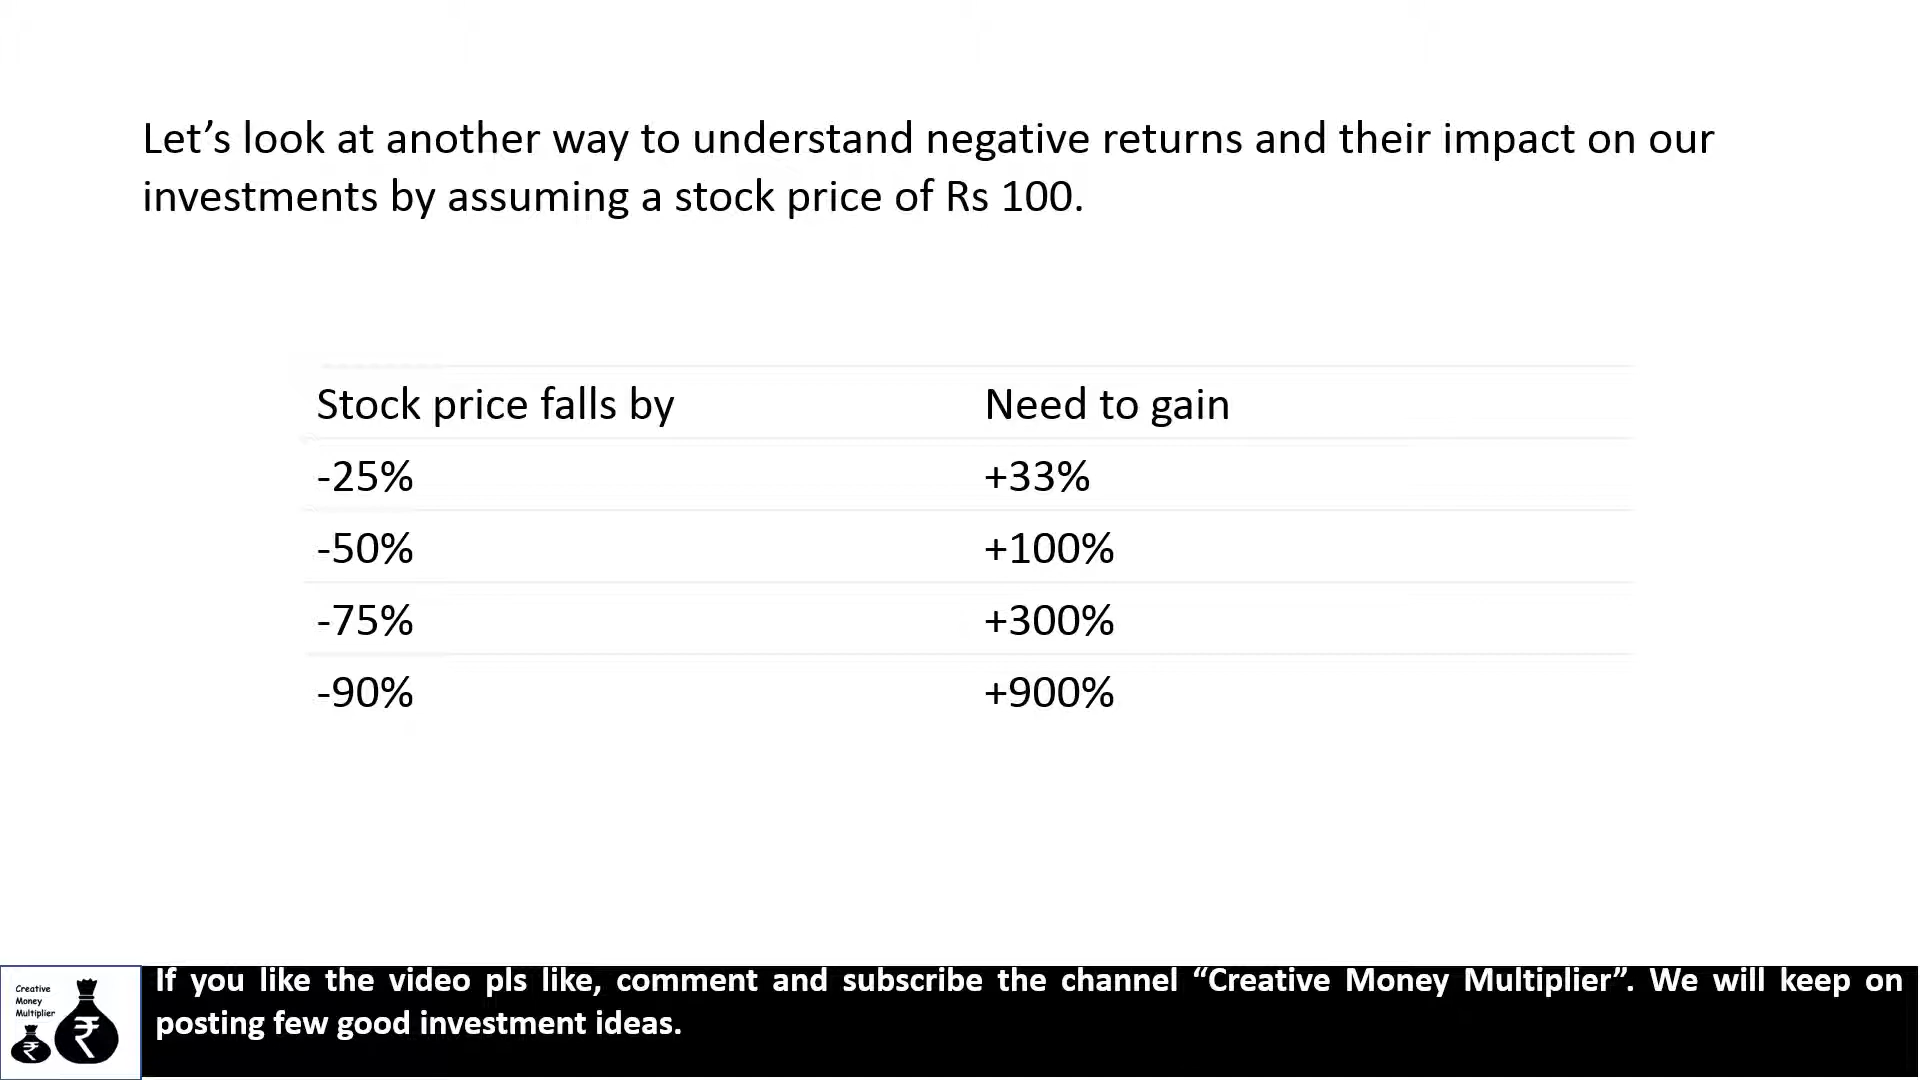 Let’s look at another way to understand negative returns and their impact on our
investments by assuming a stock price of Rs 100.
Stock price falls by Need to gain
-25% +33%
-50% +100%
-75% +300%
-90% +900%
Creative
Money
Multiplier
₹ ₹
If you like the video pls like, comment and subscribe the channel “Creative Money Multiplier”. We will keep on
posting few good investment ideas.